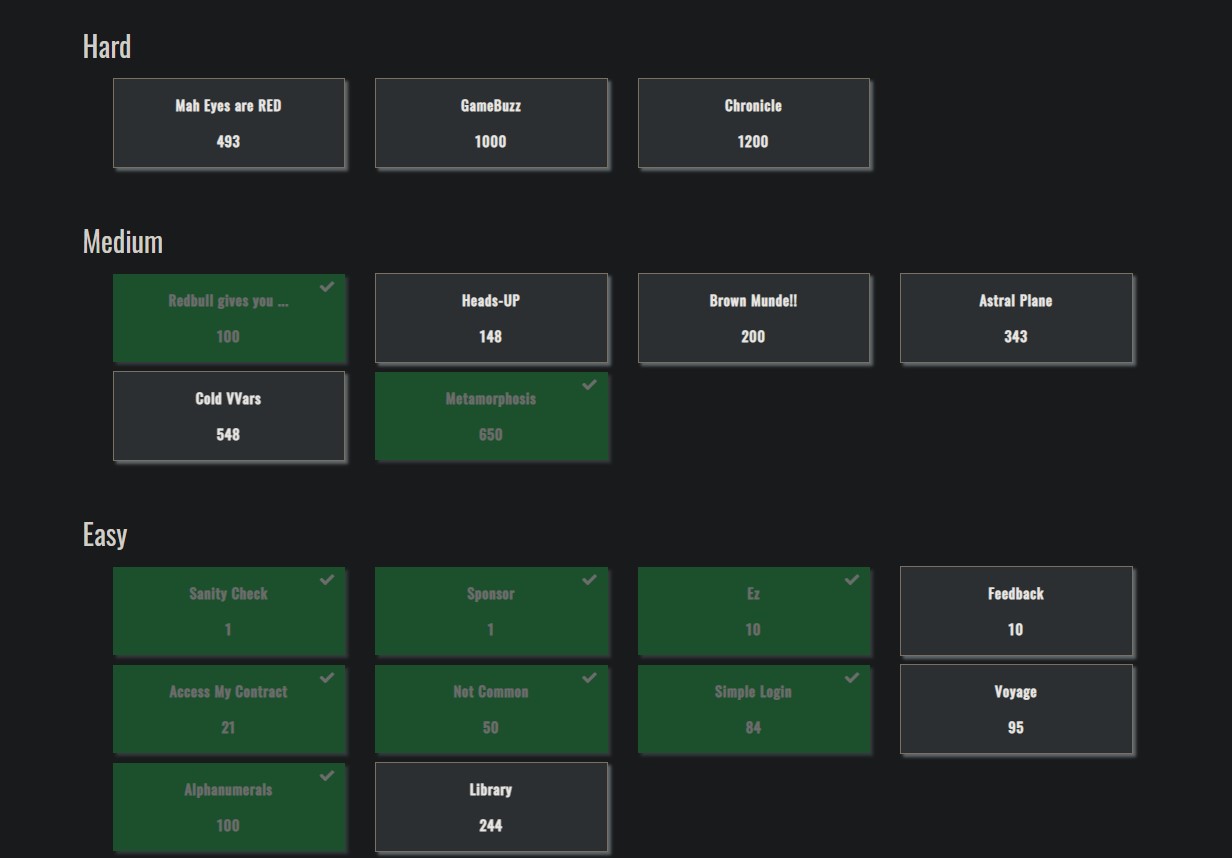 Hard
Mah Eyes are RED
493
GameBuzz
1000
Chronicle
1200
Medium
Redbull gives you ...
100
Heads-UP
148
Brown Munde!!
200
Astral Plane
343
Cold VVars
548
Metamorphosis
650
Easy
Sanity Check
1
Sponsor
1
Ez
10
Feedback
10
Access My Contract
21
Not Common
50
Simple Login
84
Voyage
95
Alphanumerals
100
Library
244